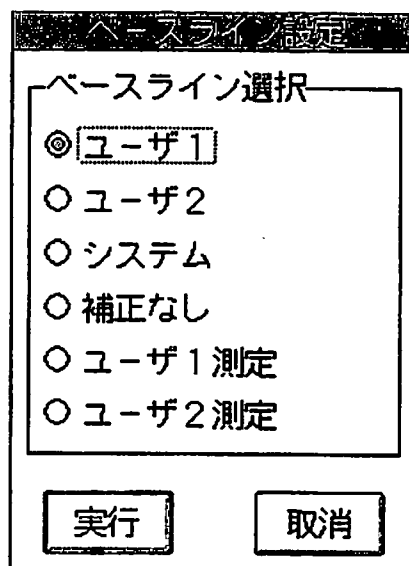 ベースライン設定
ベースライン選択
ユーザ1
ユーザ2
システム
補正なし
ユーザ1測定
ユーザ2測定
実行
取消